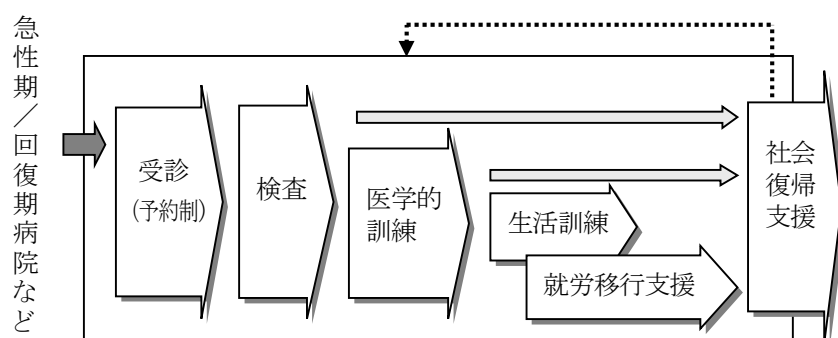 急性期／回復期病院など
受診
(予約制)
検査
医学的
訓練
生活訓練
就労移行支援
社会
復帰
支援